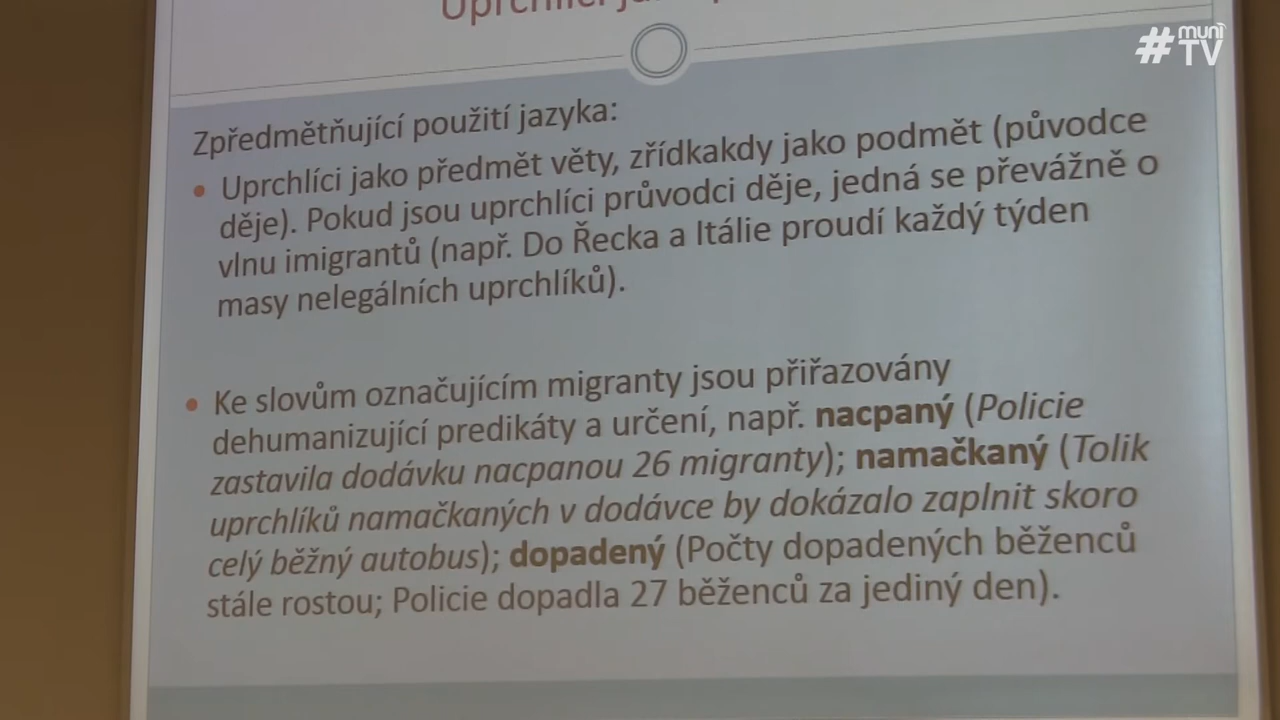 Uprchlíci
#muni TV
Zpředmětňující použití jazyka:
Uprchlíci jako předmět věty, zřídkakdy jako podmět (původce
děje). Pokud jsou uprchlíci průvodci děje, jedná se převážně o
vlnu imigrantů (např. Do Řecka a Itálie proudí každý týden
masy nelegálních uprchlíků).
Ke slovům označujícím migranty jsou přiřazovány
dehumanizující predikáty a určení, např. nacpaný (Policie
zastavila dodávku nacpanou 26 migranty); namačkaný (Tolik
uprchlíků namačkaných v dodávce by dokázalo zaplnit skoro
celý běžný autobus); dopadený (Počty dopadených běženců
stále rostou; Policie dopadla 27 běženců za jediný den).